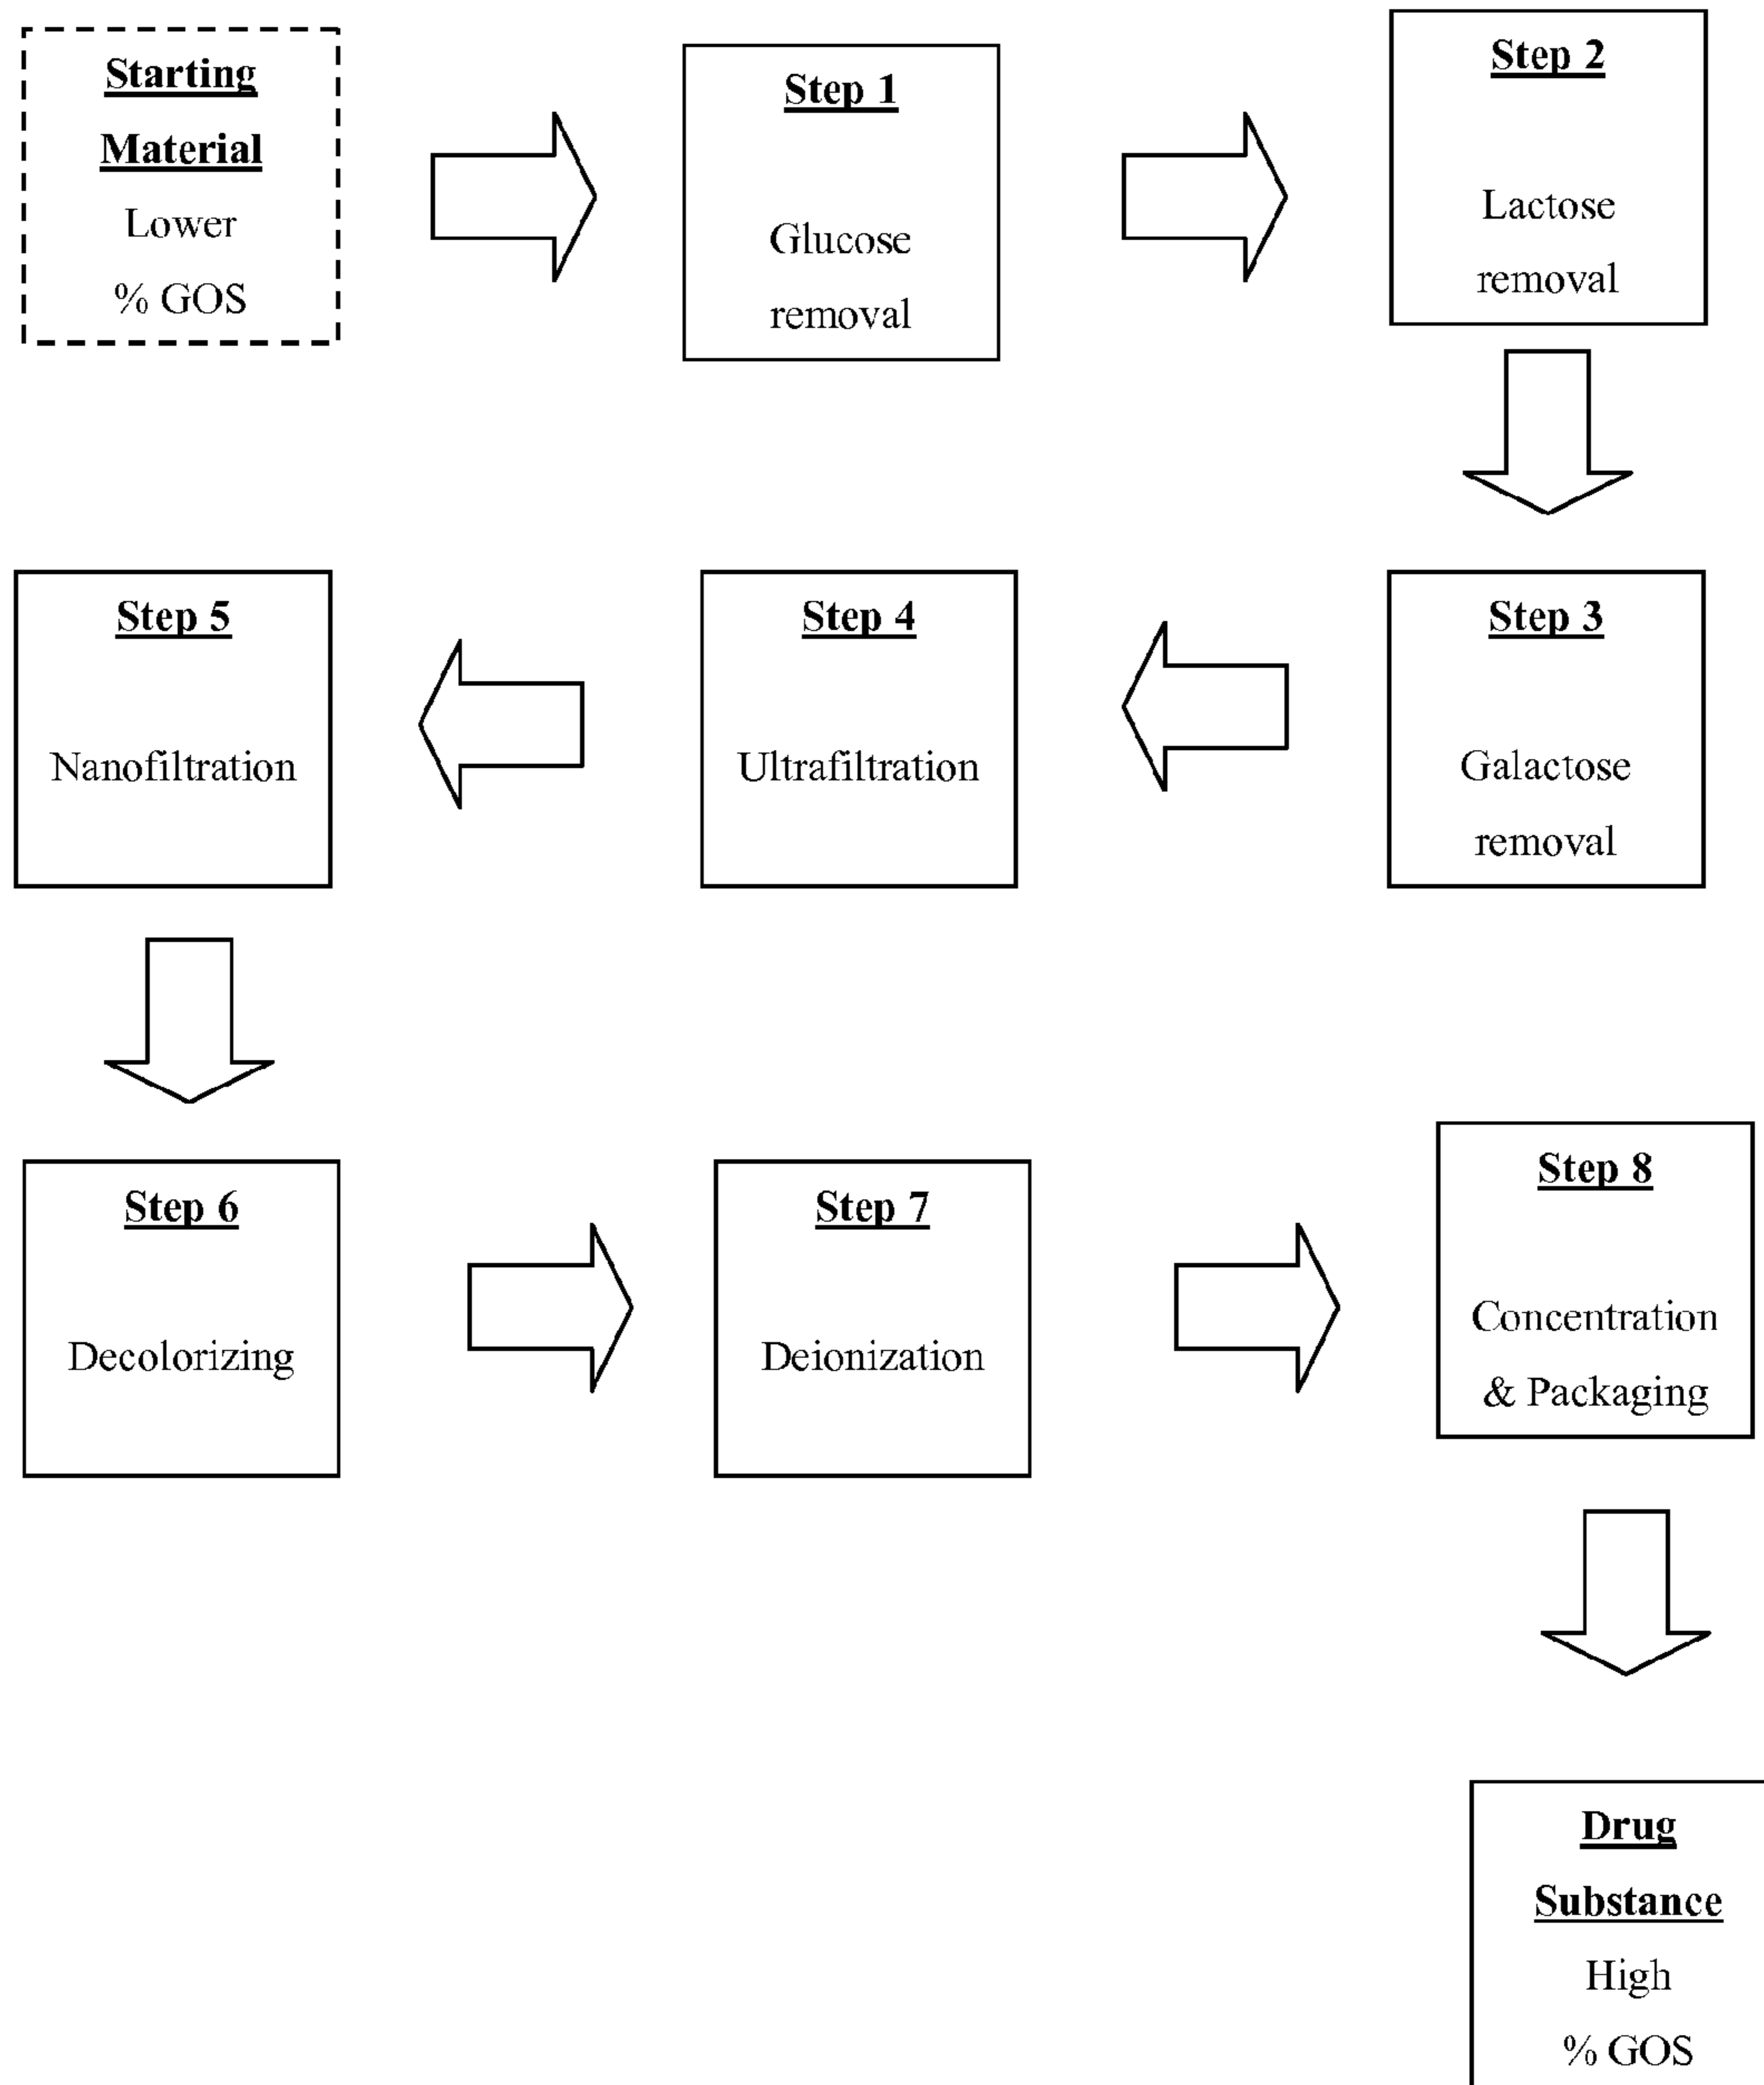 Starting
Material
Lower
% GOS
Step 1
Glucose
removal
Step 2
Lactose
removal
Step 3
Galactose
removal
Step 4
Ultrafiltration
Step 5
Nanofiltration
Step 6
Decolorizing
Step 7
Deionization
Step 8
Concentration
& Packaging
Drug
Substance
High
% GOS